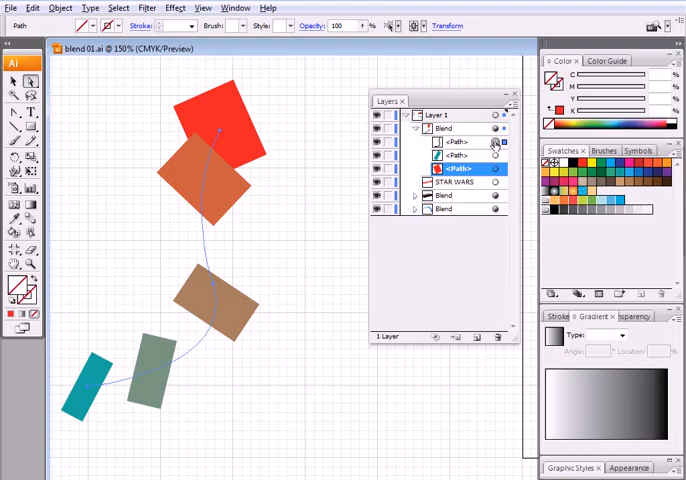 File Edit Object Type Select Filter Effect View Window Help
Path Stroke: Brush: Style: Opacity: 100 % Transform
blend 01.ai @ 150% (CMYK/Preview)
Ai
Layers
Layer 1
Blend
<Path>
<Path>
<Path>
STAR WARS
Blend
Blend
1 Layer
Color Color Guide
C %
M %
Y %
K %
Swatches Brushes Symbols
Stroke Gradient nsparency
Type:
Angle: ° Location: %
Graphic Styles Appearance